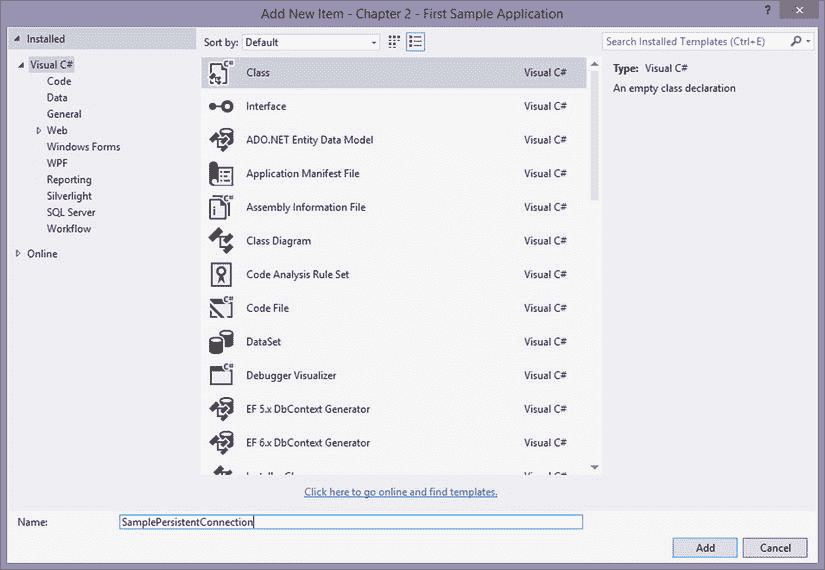 Add New Item - Chapter 2 - First Sample Application
?
Installed
Sort by: Default
Search Installed Templates (Ctrl+E)
Visual C#
Code
Data
General
Web
Windows Forms
WPF
Reporting
Silverlight
SQL Server
Workflow
Online
Class Visual C#
Interface Visual C#
ADO.NET Entity Data Model Visual C#
Application Manifest File Visual C#
Assembly Information File Visual C#
Class Diagram Visual C#
Code Analysis Rule Set Visual C#
Code File Visual C#
DataSet Visual C#
Debugger Visualizer Visual C#
EF 5.x DbContext Generator Visual C#
EF 6.x DbContext Generator Visual C#
Type: Visual C#
An empty class declaration
Click here to go online and find templates.
Name: SamplePersistentConnection
Add Cancel